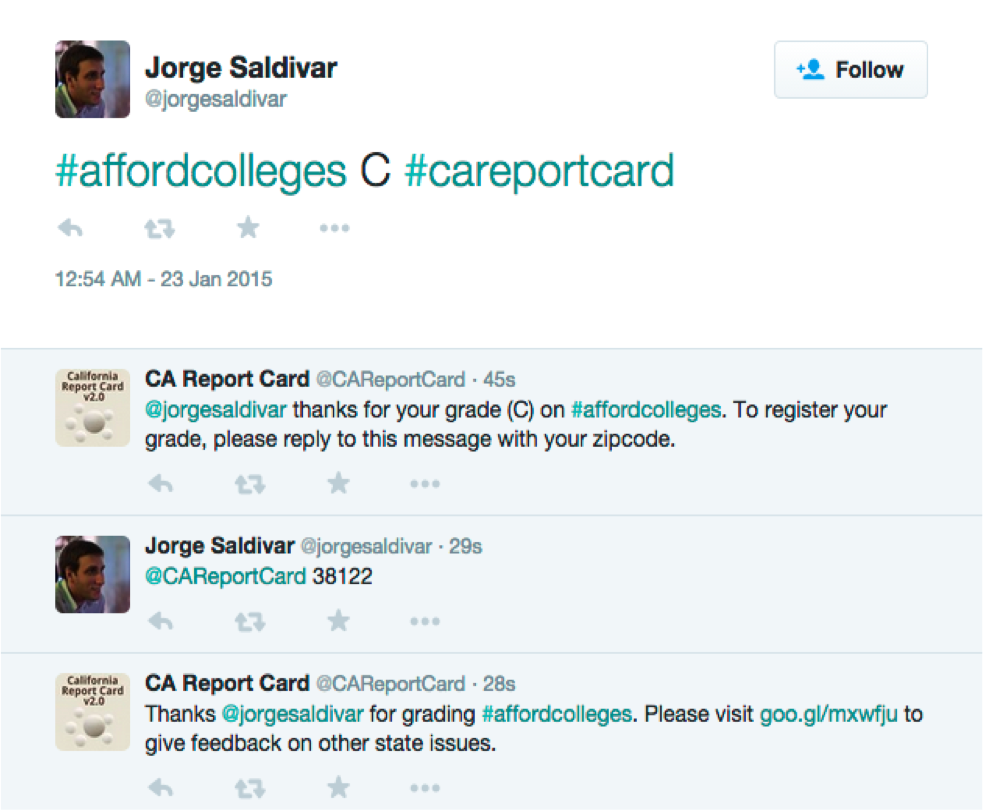 Jorge Saldivar
@jorgesaldivar
Follow
#affordcolleges C #careportcard
12:54 AM - 23 Jan 2015
California
Report Card
v2.0
CA Report Card @CAReportCard · 45s
@jorgesaldivar thanks for your grade (C) on #affordcolleges. To register your
grade, please reply to this message with your zipcode.
Jorge Saldivar @jorgesaldivar · 29s
@CAReportCard 38122
California
Report Card
v2.0
CA Report Card @CAReportCard · 28s
Thanks @jorgesaldivar for grading #affordcolleges. Please visit goo.gl/mxwfju to
give feedback on other state issues.